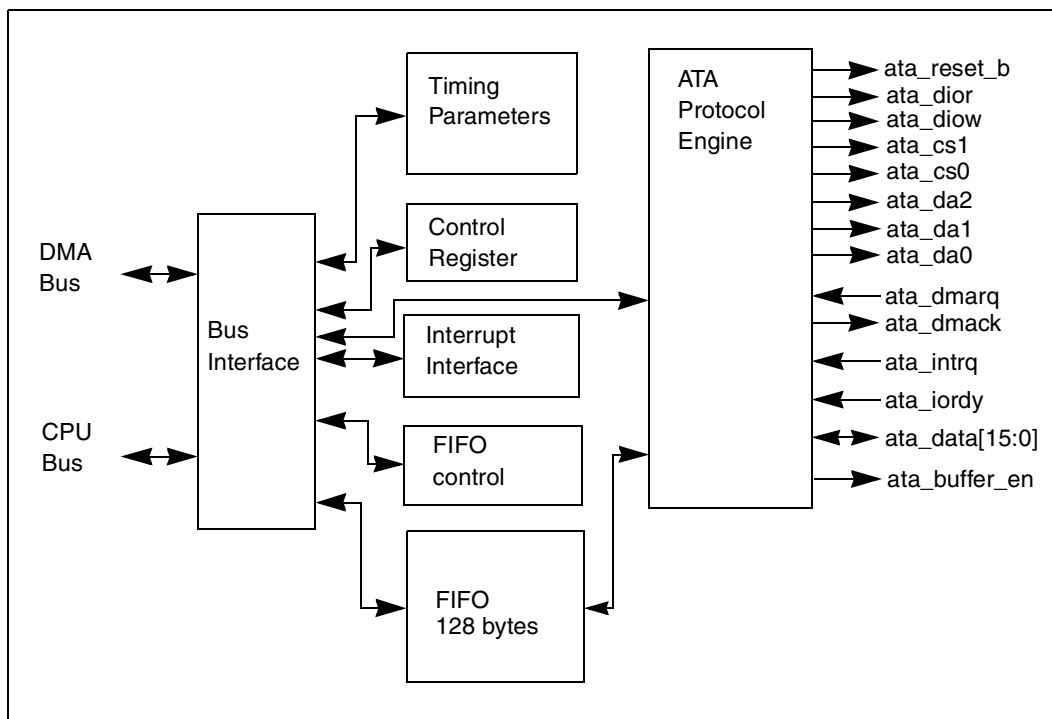 DMA
Bus
CPU
Bus
Bus
Interface
Timing
Parameters
Control
Register
Interrupt
Interface
FIFO
control
FIFO
128 bytes
ATA
Protocol
Engine
ata_reset_b
ata_dior
ata_diow
ata_cs1
ata_cs0
ata_da2
ata_da1
ata_da0
ata_dmarq
ata_dmack
ata_intrq
ata_iordy
ata_data[15:0]
ata_buffer_en